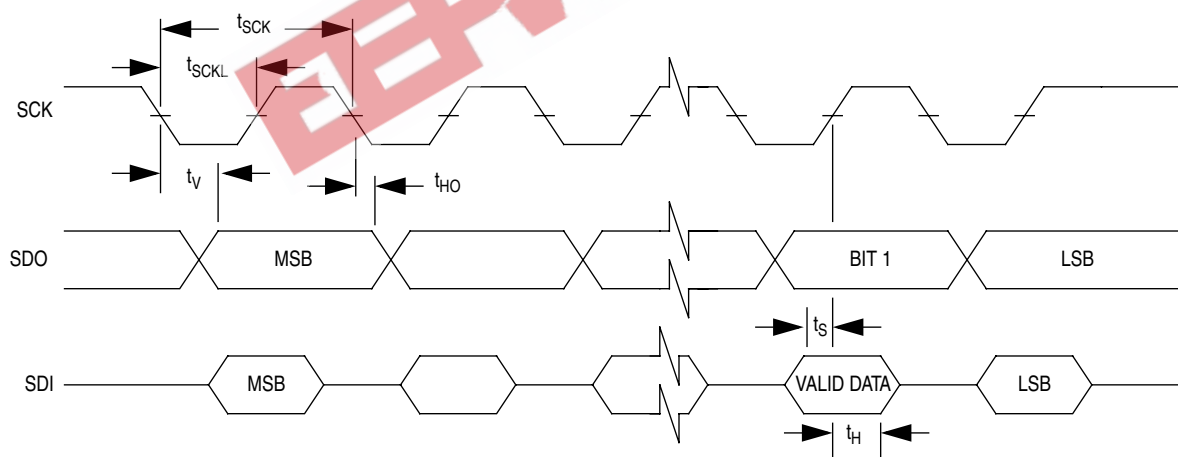 tSCK
tSCKL
SCK
tV
tHO
SDO
MSB
BIT 1
LSB
tS
SDI
MSB
VALID DATA
LSB
tH